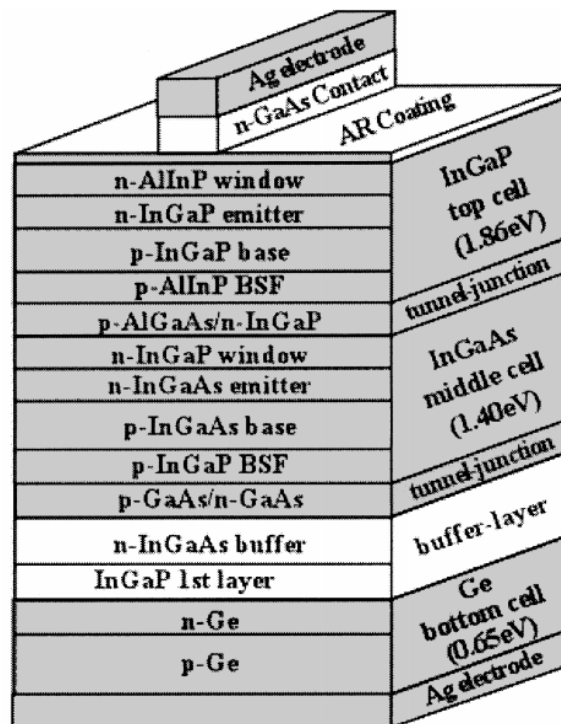 Ag electrode
n-GaAs Contact
AR Coating
n-AlInP window
n-InGaP emitter
p-InGaP base
p-AlInP BSF
p-AlGaAs/n-InGaP
n-InGaP window
n-InGaAs emitter
p-InGaAs base
p-InGaP BSF
p-GaAs/n-GaAs
n-InGaAs buffer
InGaP 1st layer
n-Ge
p-Ge
InGaP
top cell
(1.86eV)
tunnel-junction
InGaAs
middle cell
(1.40eV)
tunnel-junction
buffer-layer
Ge
bottom cell
(0.65eV)
Ag electrode